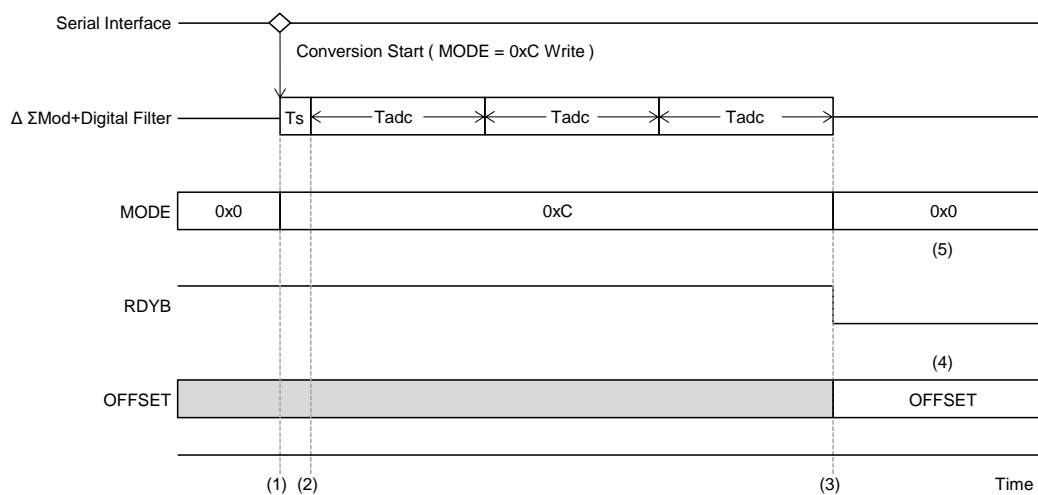 Serial Interface
Conversion Start ( MODE = 0xC Write )
Δ ΣMod+Digital Filter Ts Tadc Tadc Tadc
MODE 0x0 0xC 0x0
(5)
RDYB
(4)
OFFSET OFFSET
(1) (2) (3) Time